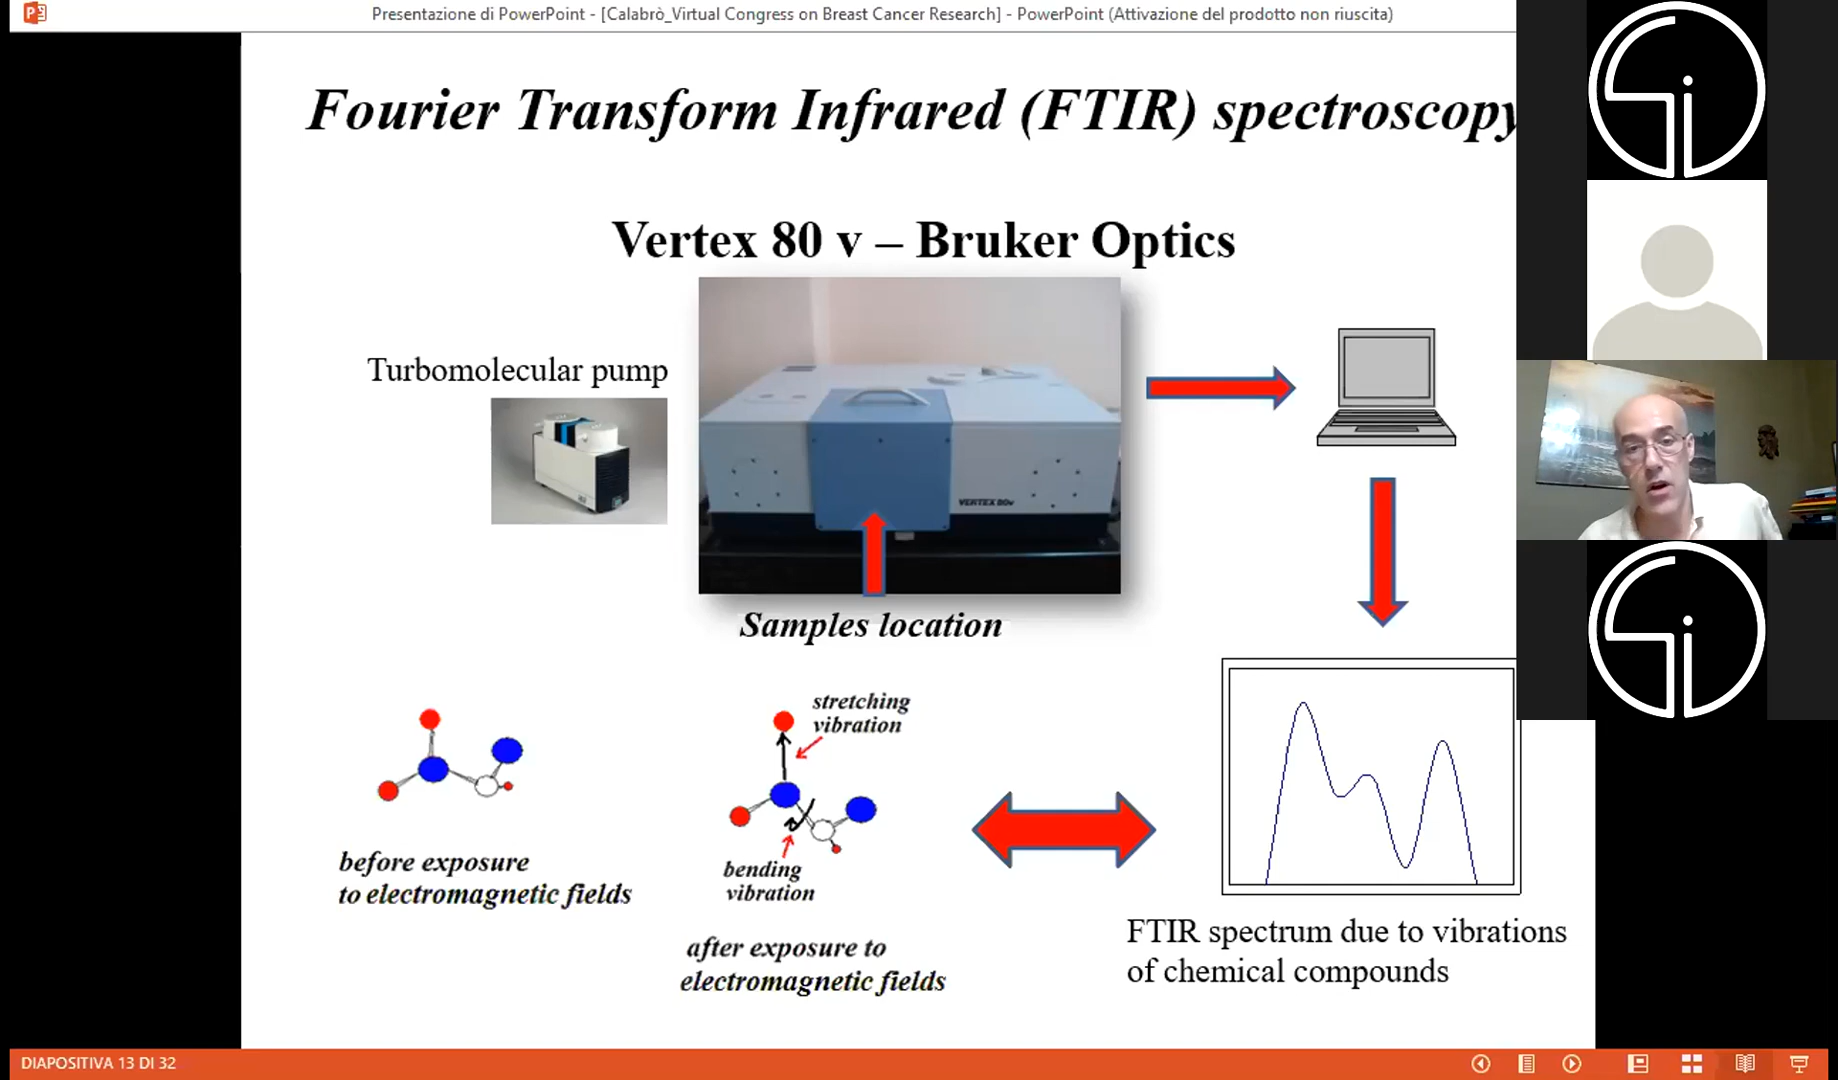 Presentazione di PowerPoint - [Calabrò_Virtual Congress on Breast Cancer Research] - PowerPoint (Attivazione del prodotto non riuscita)
Fourier Transform Infrared (FTIR) spectroscopy
Vertex 80 v – Bruker Optics
Turbomolecular pump
VERTEX 80v
Samples location
stretching
vibration
bending
vibration
before exposure
to electromagnetic fields
after exposure to
electromagnetic fields
FTIR spectrum due to vibrations
of chemical compounds
DIAPOSITIVA 13 DI 32